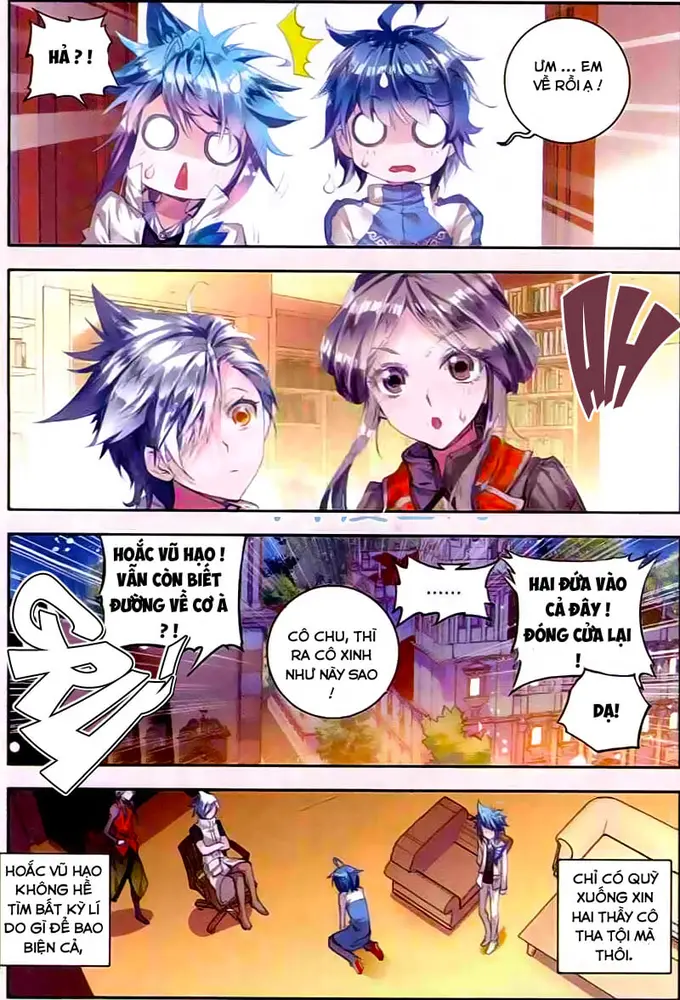 HẢ ? !
ƯM ... EM
VỀ RỒI Ạ !
AH
HOẮC VŨ HẠO !
VẪN CÒN BIẾT
ĐƯỜNG VỀ CƠ À
? !
CÔ CHU, THÌ
RA CÔ XINH
NHƯ NÀY SAO
!
......
HAI ĐỨA VÀO
CẢ ĐÂY !
ĐÓNG CỬA LẠI
!
DẠ!
HOẮC VŨ HẠO
KHÔNG HỀ
TÌM BẤT KỲ LÍ
DO GÌ ĐỂ BAO
BIỆN CẢ,
CHỈ CÓ QUỲ
XUỐNG XIN
HAI THẦY CÔ
THA TỘI MÀ
THÔI.